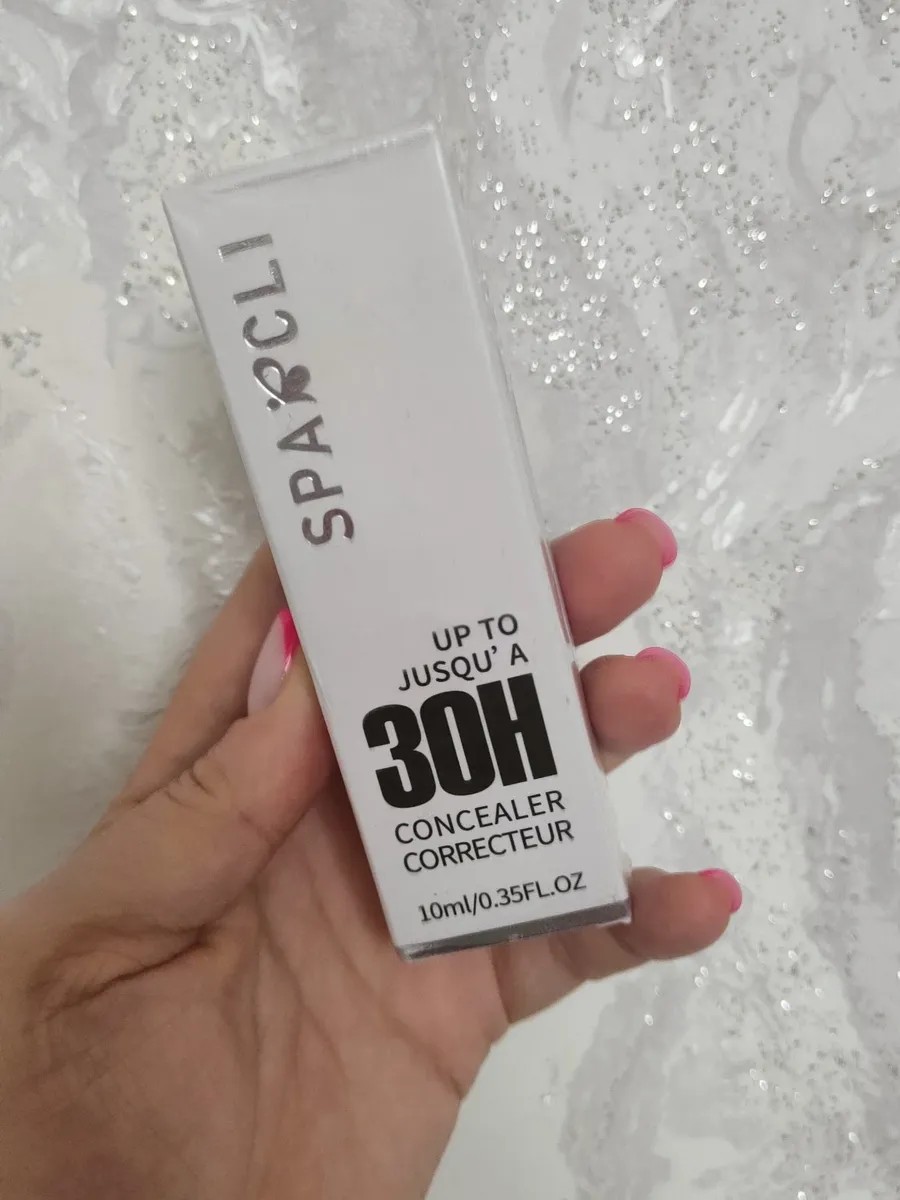 SPARCLI
UP TO
JUSQU' A
30H
CONCEALER
CORRECTEUR
10ml/0.35FL.OZ